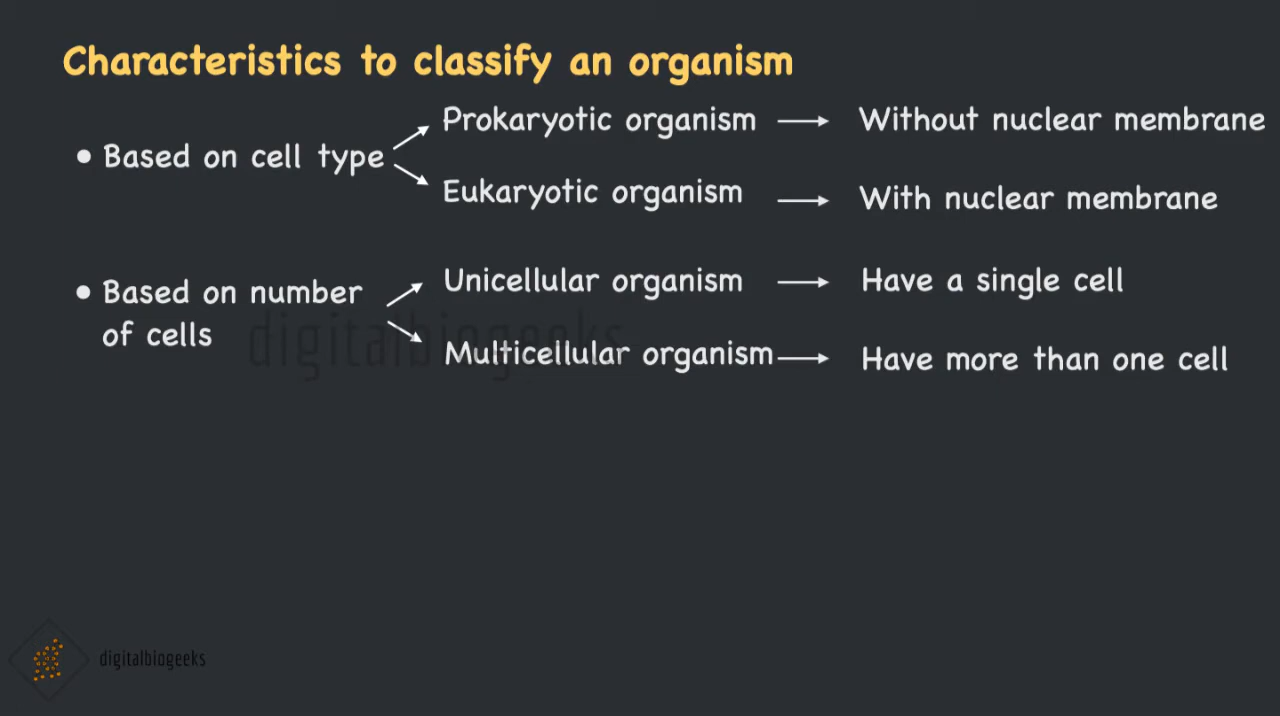 Characteristics to classify an organism
• Based on cell type
Prokaryotic organism
Without nuclear membrane
Eukaryotic organism
With nuclear membrane
• Based on number
of cells
Unicellular organism
Have a single cell
Multicellular organism
Have more than one cell
digitalbiogeeks
digitalbiogeeks